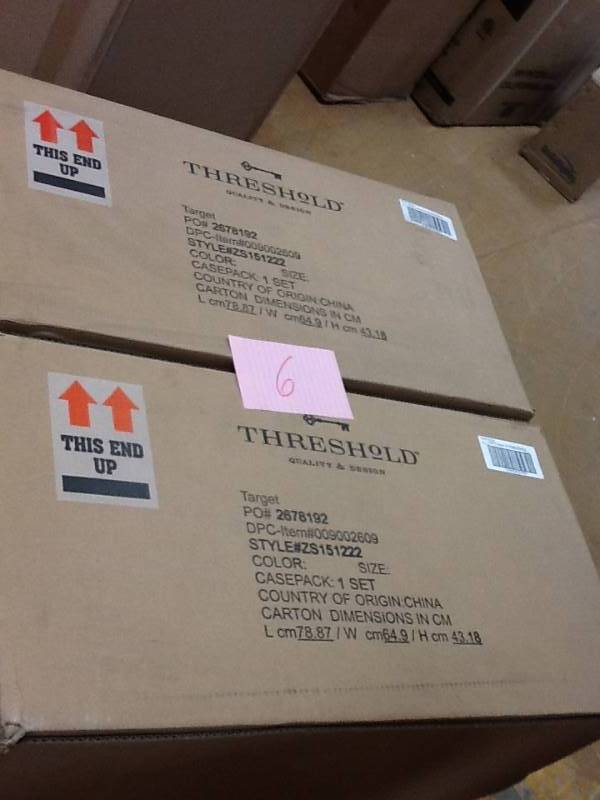 THIS END
UP
THRESHOLD
QUALITY & DESIGN
Target
PO# 2678192
DPC-Item#009002609
STYLE#ZS151222
COLOR: SIZE:
CASEPACK: 1 SET
COUNTRY OF ORIGIN:CHINA
CARTON DIMENSIONS IN CM
L cm78.87 / W cm64.9 / H cm 43.18
6
THIS END
UP
THRESHOLD
QUALITY & DESIGN
Target
PO# 2678192
DPC-Item#009002609
STYLE#ZS151222
COLOR: SIZE:
CASEPACK: 1 SET
COUNTRY OF ORIGIN:CHINA
CARTON DIMENSIONS IN CM
L cm78.87 / W cm64.9 / H cm 43.18